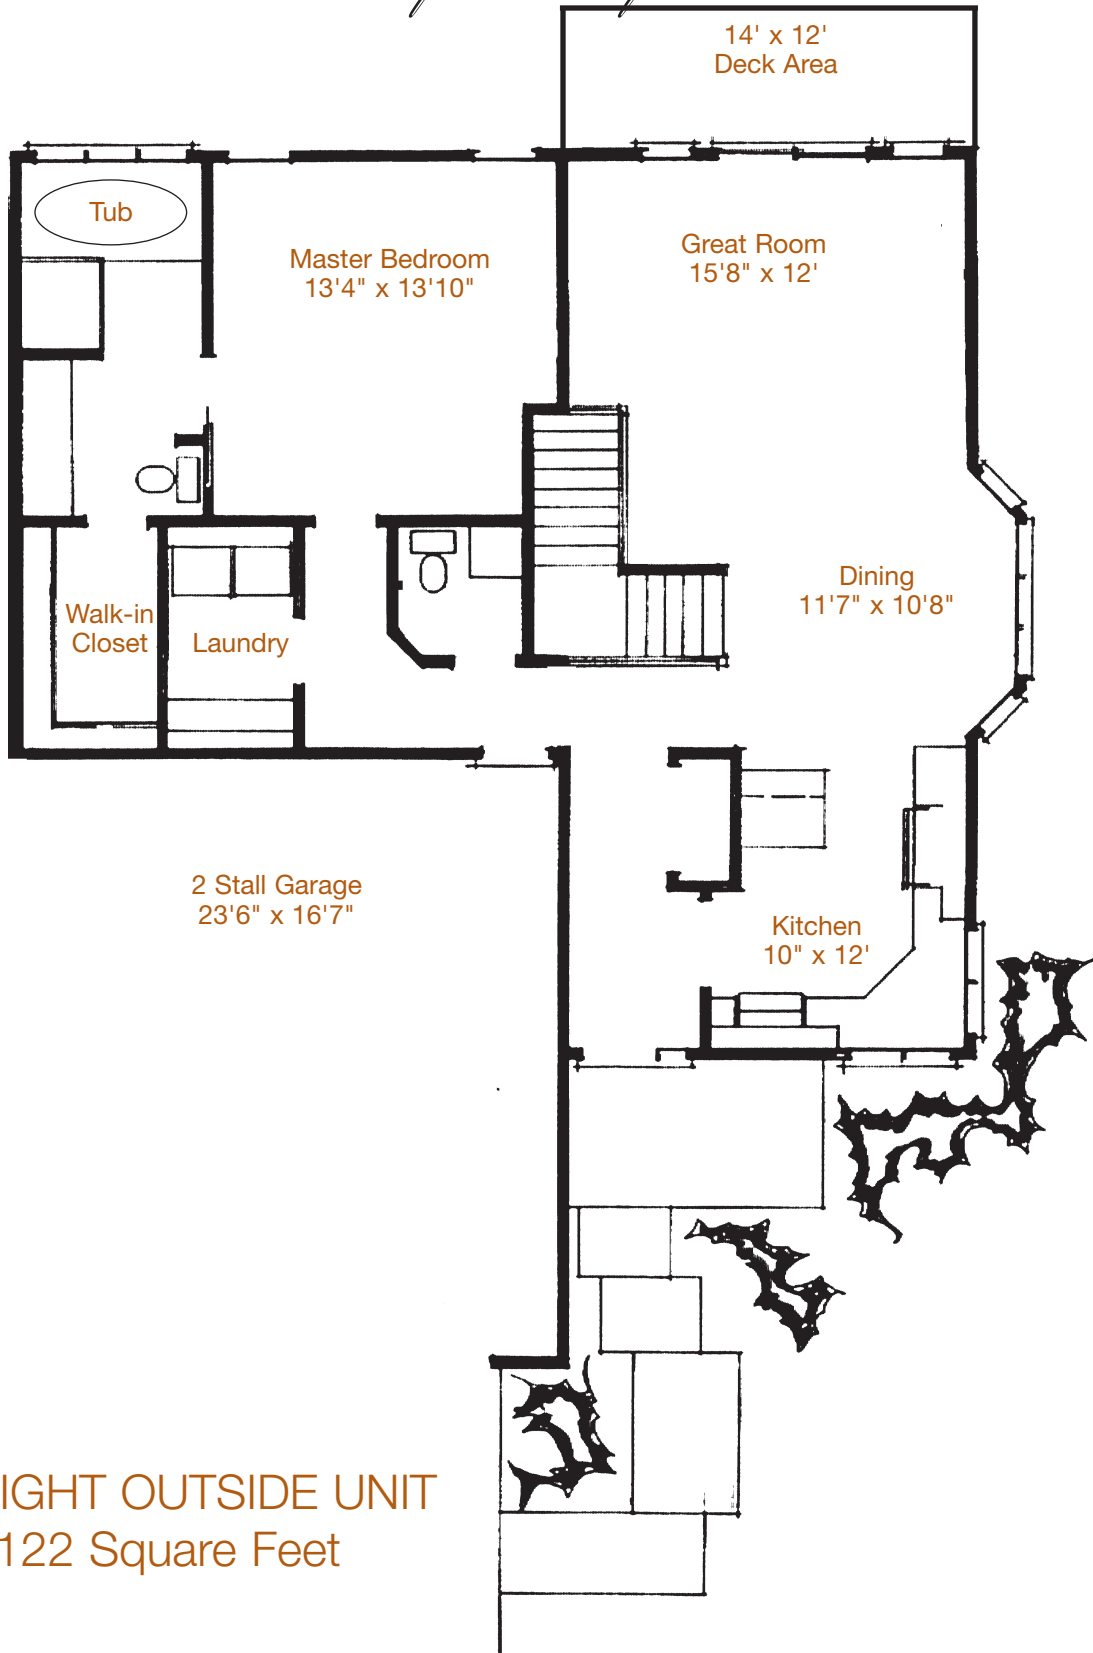 14' x 12'
Deck Area
Tub
Master Bedroom
13'4" x 13'10"
Great Room
15'8" x 12'
Dining
11'7" x 10'8"
Walk-in
Closet
Laundry
2 Stall Garage
23'6" x 16'7"
Kitchen
10" x 12'
IGHT OUTSIDE UNIT
122 Square Feet